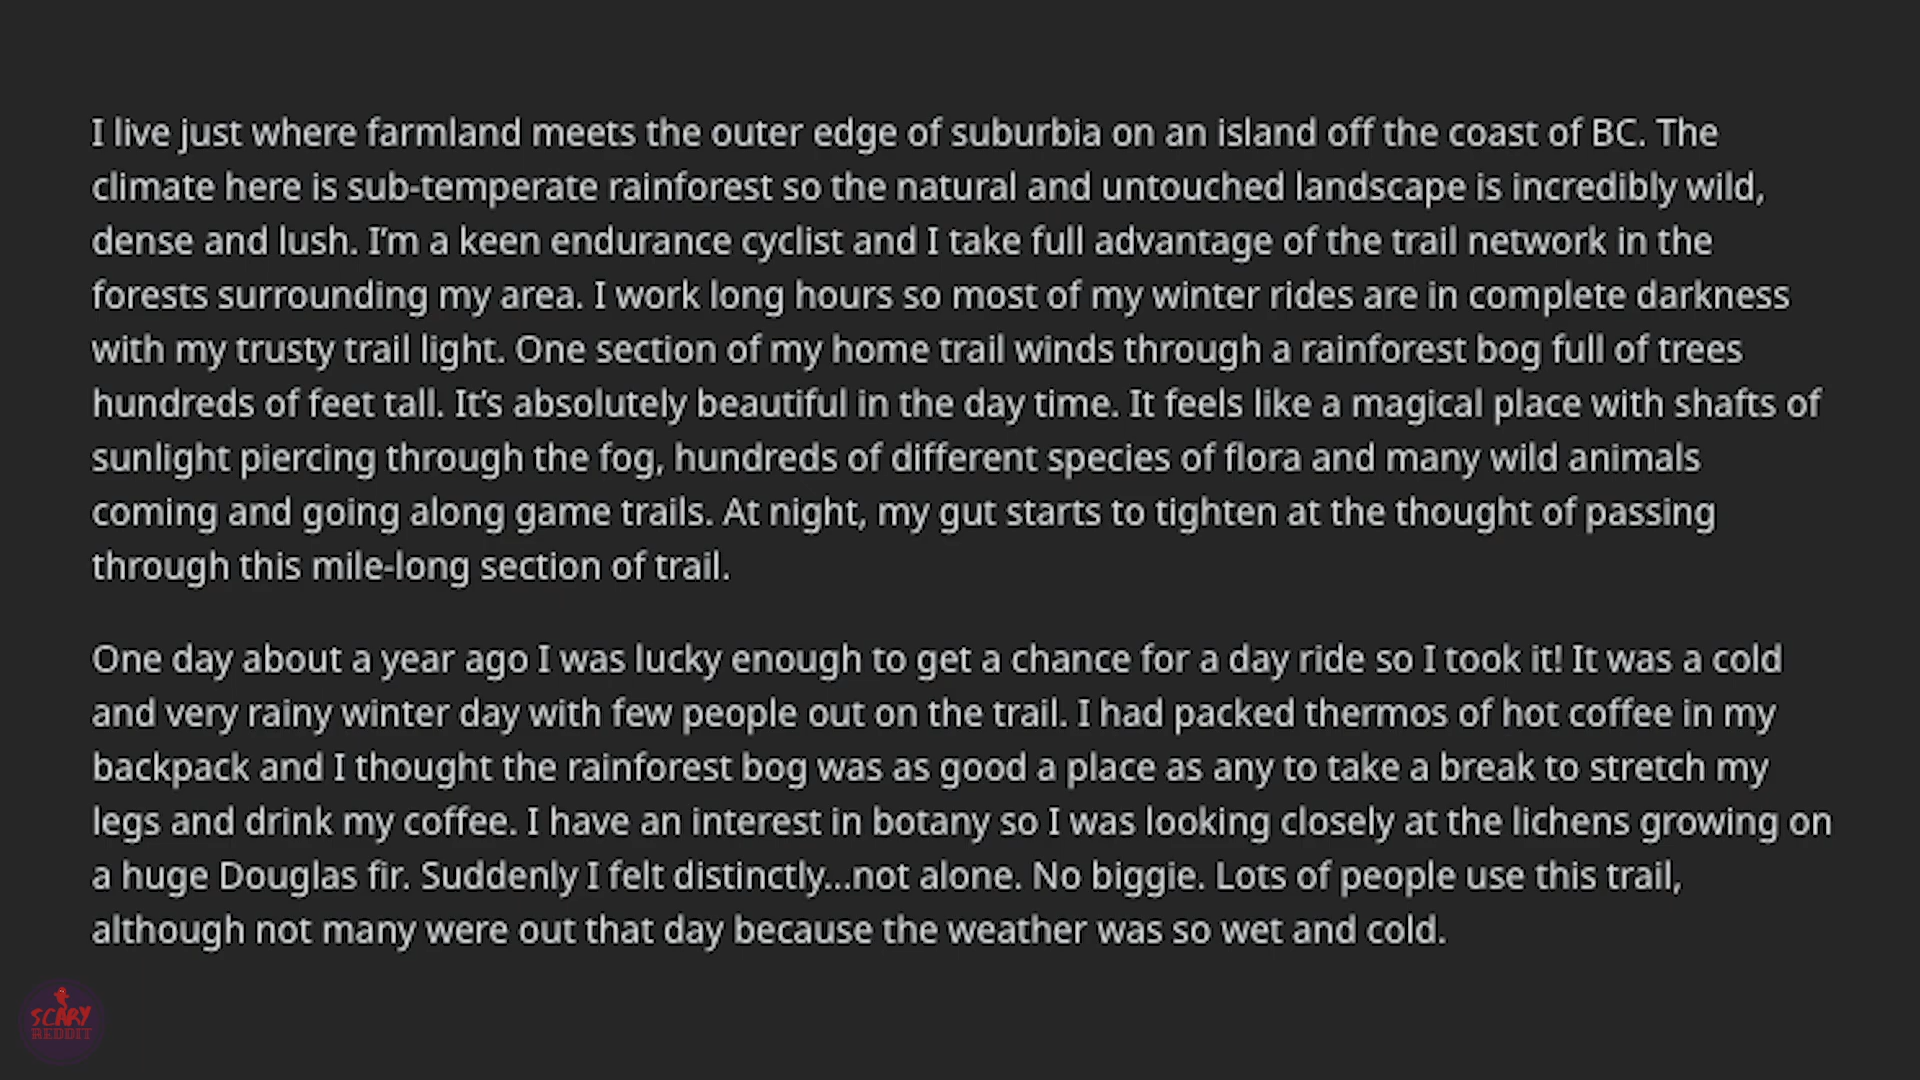 I live just where farmland meets the outer edge of suburbia on an island off the coast of BC. The
climate here is sub-temperate rainforest so the natural and untouched landscape is incredibly wild,
dense and lush. I’m a keen endurance cyclist and I take full advantage of the trail network in the
forests surrounding my area. I work long hours so most of my winter rides are in complete darkness
with my trusty trail light. One section of my home trail winds through a rainforest bog full of trees
hundreds of feet tall. It’s absolutely beautiful in the day time. It feels like a magical place with shafts of
sunlight piercing through the fog, hundreds of different species of flora and many wild animals
coming and going along game trails. At night, my gut starts to tighten at the thought of passing
through this mile-long section of trail.
One day about a year ago I was lucky enough to get a chance for a day ride so I took it! It was a cold
and very rainy winter day with few people out on the trail. I had packed thermos of hot coffee in my
backpack and I thought the rainforest bog was as good a place as any to take a break to stretch my
legs and drink my coffee. I have an interest in botany so I was looking closely at the lichens growing on
a huge Douglas fir. Suddenly I felt distinctly...not alone. No biggie. Lots of people use this trail,
although not many were out that day because the weather was so wet and cold.
SCARY
REDDIT